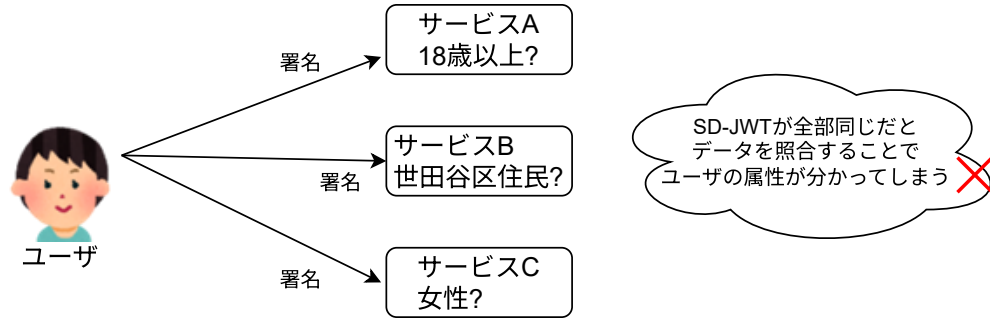 サービスA
18歳以上?
署名
サービスB
世田谷区住民?
署名
サービスC
女性?
署名
ユーザ
SD-JWTが全部同じだと
データを照合することで
ユーザの属性が分かってしまう